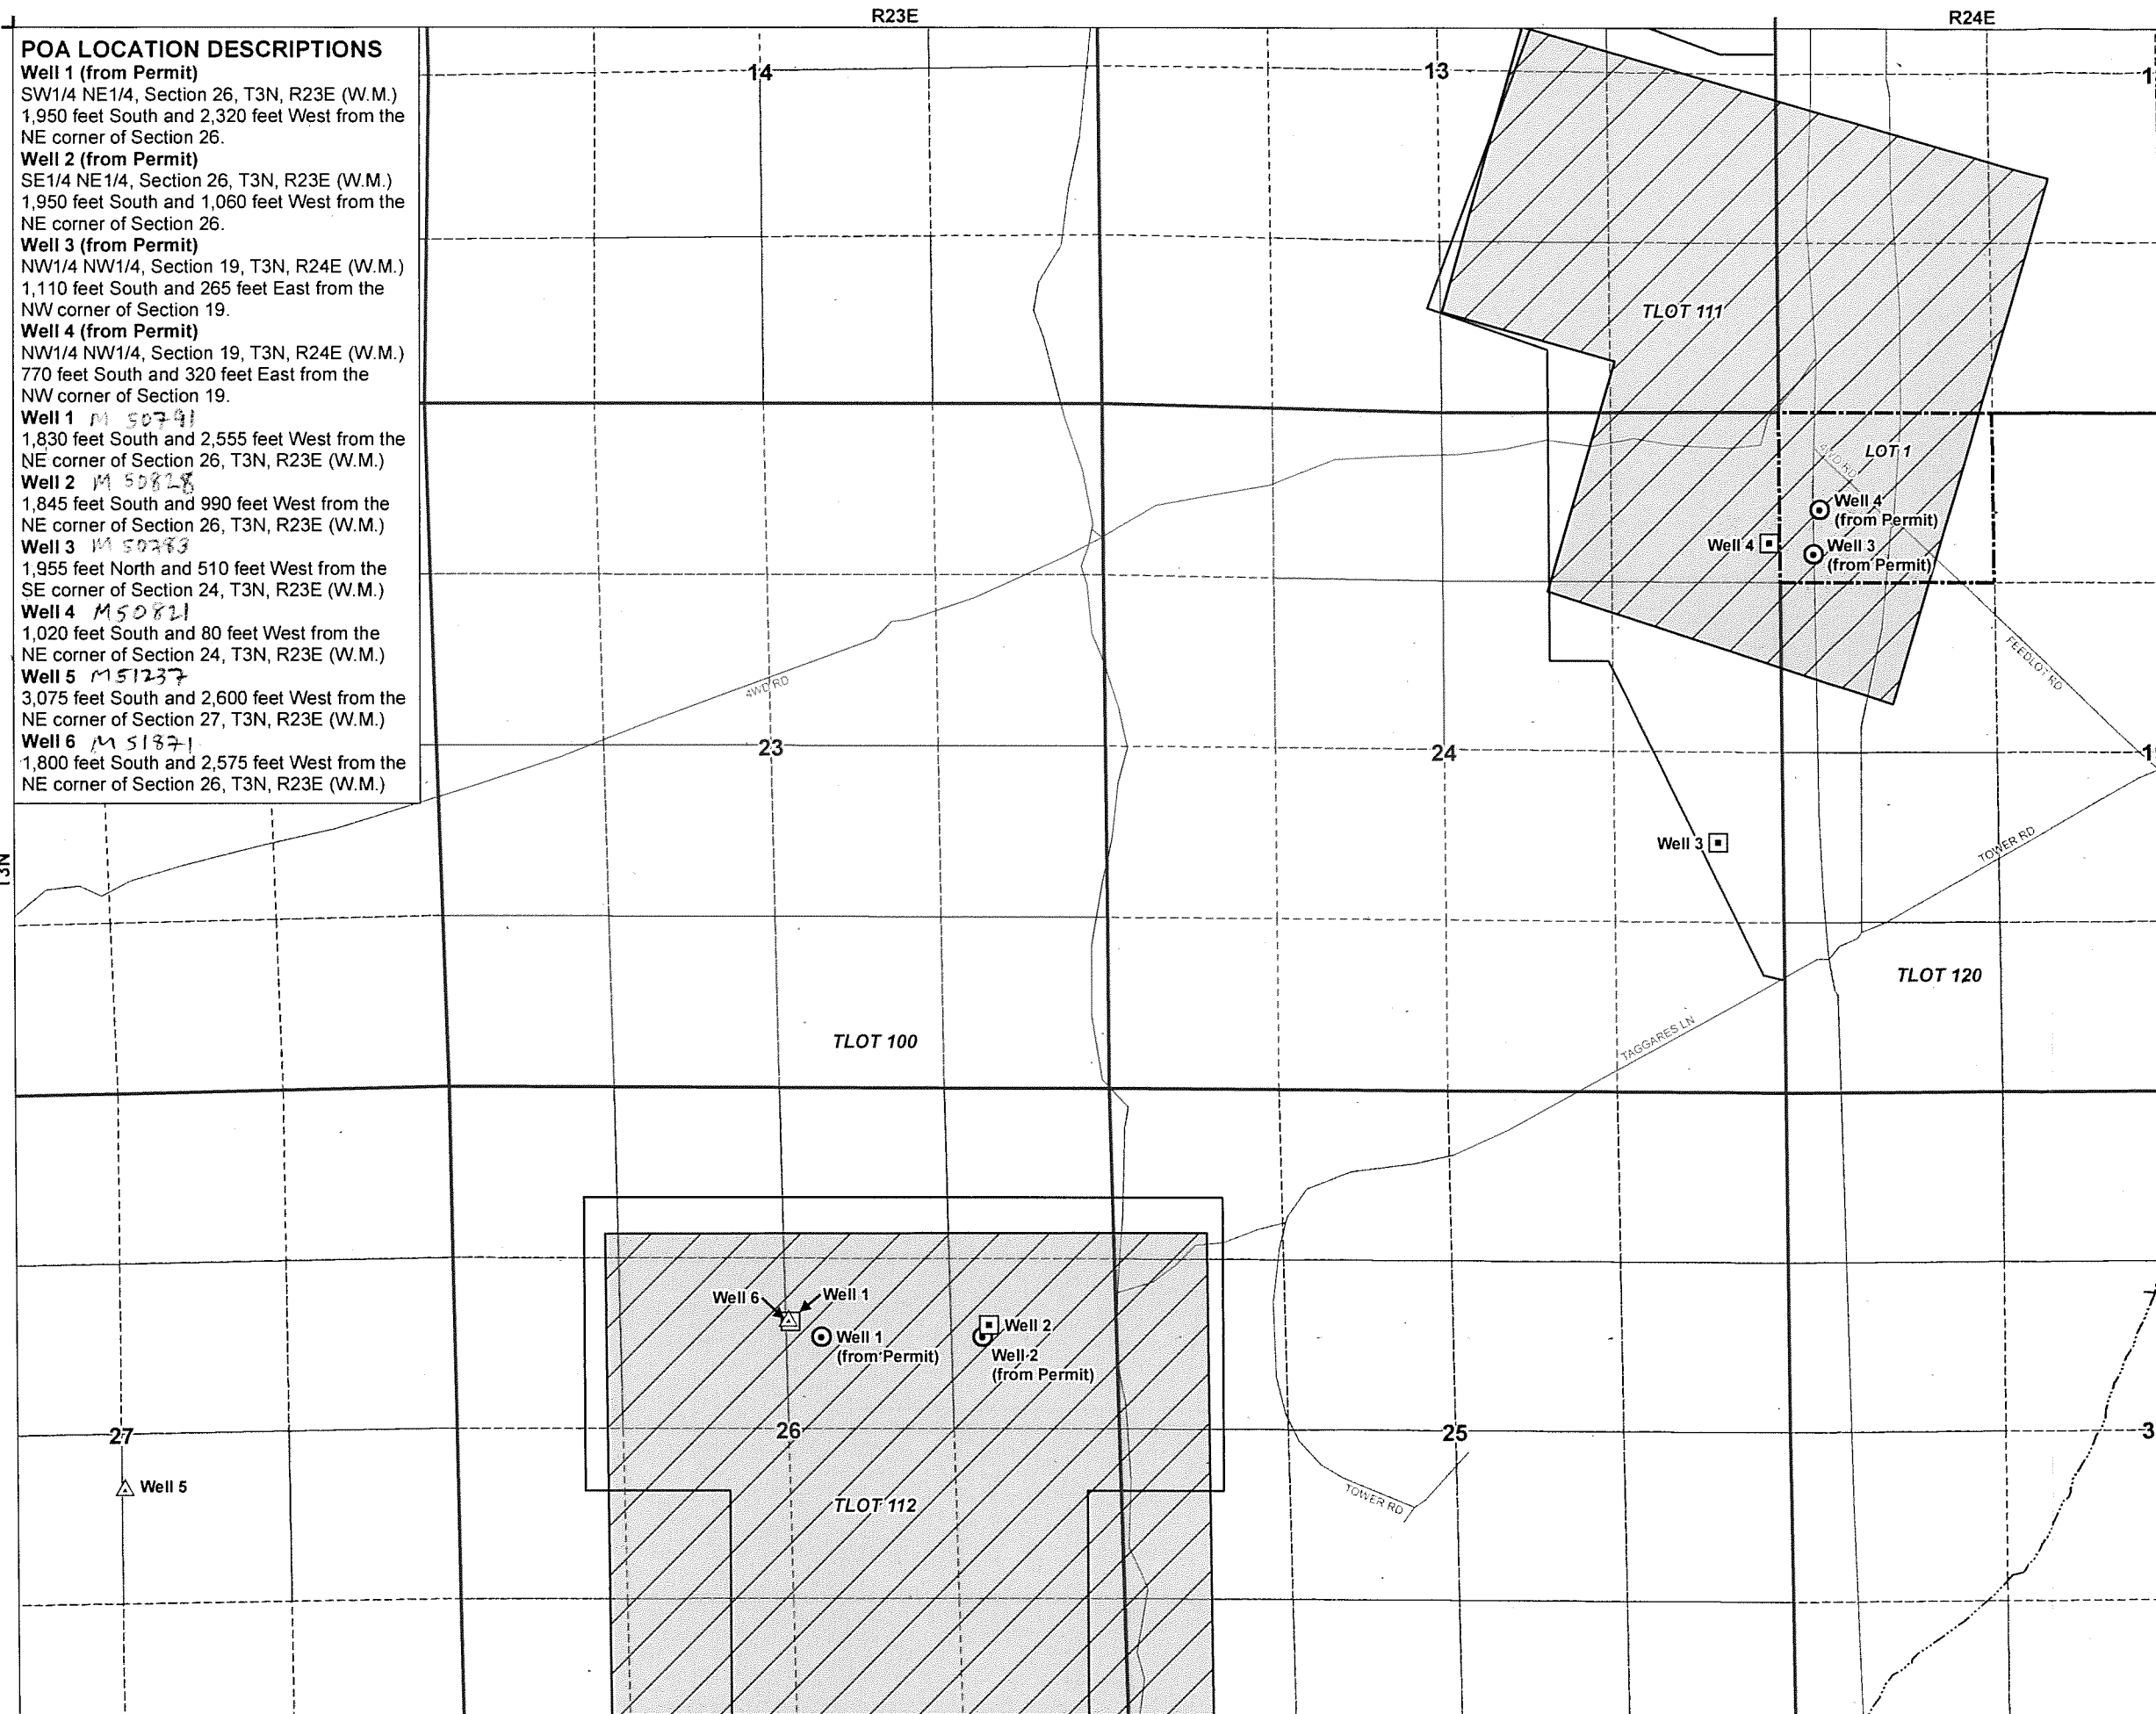 R23E
R24E
POA LOCATION DESCRIPTIONS
Well 1 (from Permit)
SW1/4 NE1/4, Section 26, T3N, R23E (W.M.)
1,950 feet South and 2,320 feet West from the
NE corner of Section 26.
Well 2 (from Permit)
SE1/4 NE1/4, Section 26, T3N, R23E (W.M.)
1,950 feet South and 1,060 feet West from the
NE corner of Section 26.
Well 3 (from Permit)
NW1/4 NW1/4, Section 19, T3N, R24E (W.M.)
1,110 feet South and 265 feet East from the
NW corner of Section 19.
Well 4 (from Permit)
NW1/4 NW1/4, Section 19, T3N, R24E (W.M.)
770 feet South and 320 feet East from the
NW corner of Section 19.
Well 1 M 50791
1,830 feet South and 2,555 feet West from the
NE corner of Section 26, T3N, R23E (W.M.)
Well 2 M 50828
1,845 feet South and 990 feet West from the
NE corner of Section 26, T3N, R23E (W.M.)
Well 3 M 50783
1,955 feet North and 510 feet West from the
SE corner of Section 24, T3N, R23E (W.M.)
Well 4 M50821
1,020 feet South and 80 feet West from the
NE corner of Section 24, T3N, R23E (W.M.)
Well 5 M51237
3,075 feet South and 2,600 feet West from the
NE corner of Section 27, T3N, R23E (W.M.)
Well 6 M 51871
1,800 feet South and 2,575 feet West from the
NE corner of Section 26, T3N, R23E (W.M.)
14
13
1
TLOT 111
LOT 1
4WD RD
Well 4
(from Permit)
Well 4
Well 3
(from Permit)
FEEDLOT RD
4WD RD
23
24
1
Well 3
TOWER RD
T3N
TLOT 120
TLOT 100
TAGGARES LN
Well 6
Well 1
Well 1
(from Permit)
Well 2
Well 2
(from Permit)
27
26
25
3
Well 5
TLOT 112
TOWER RD